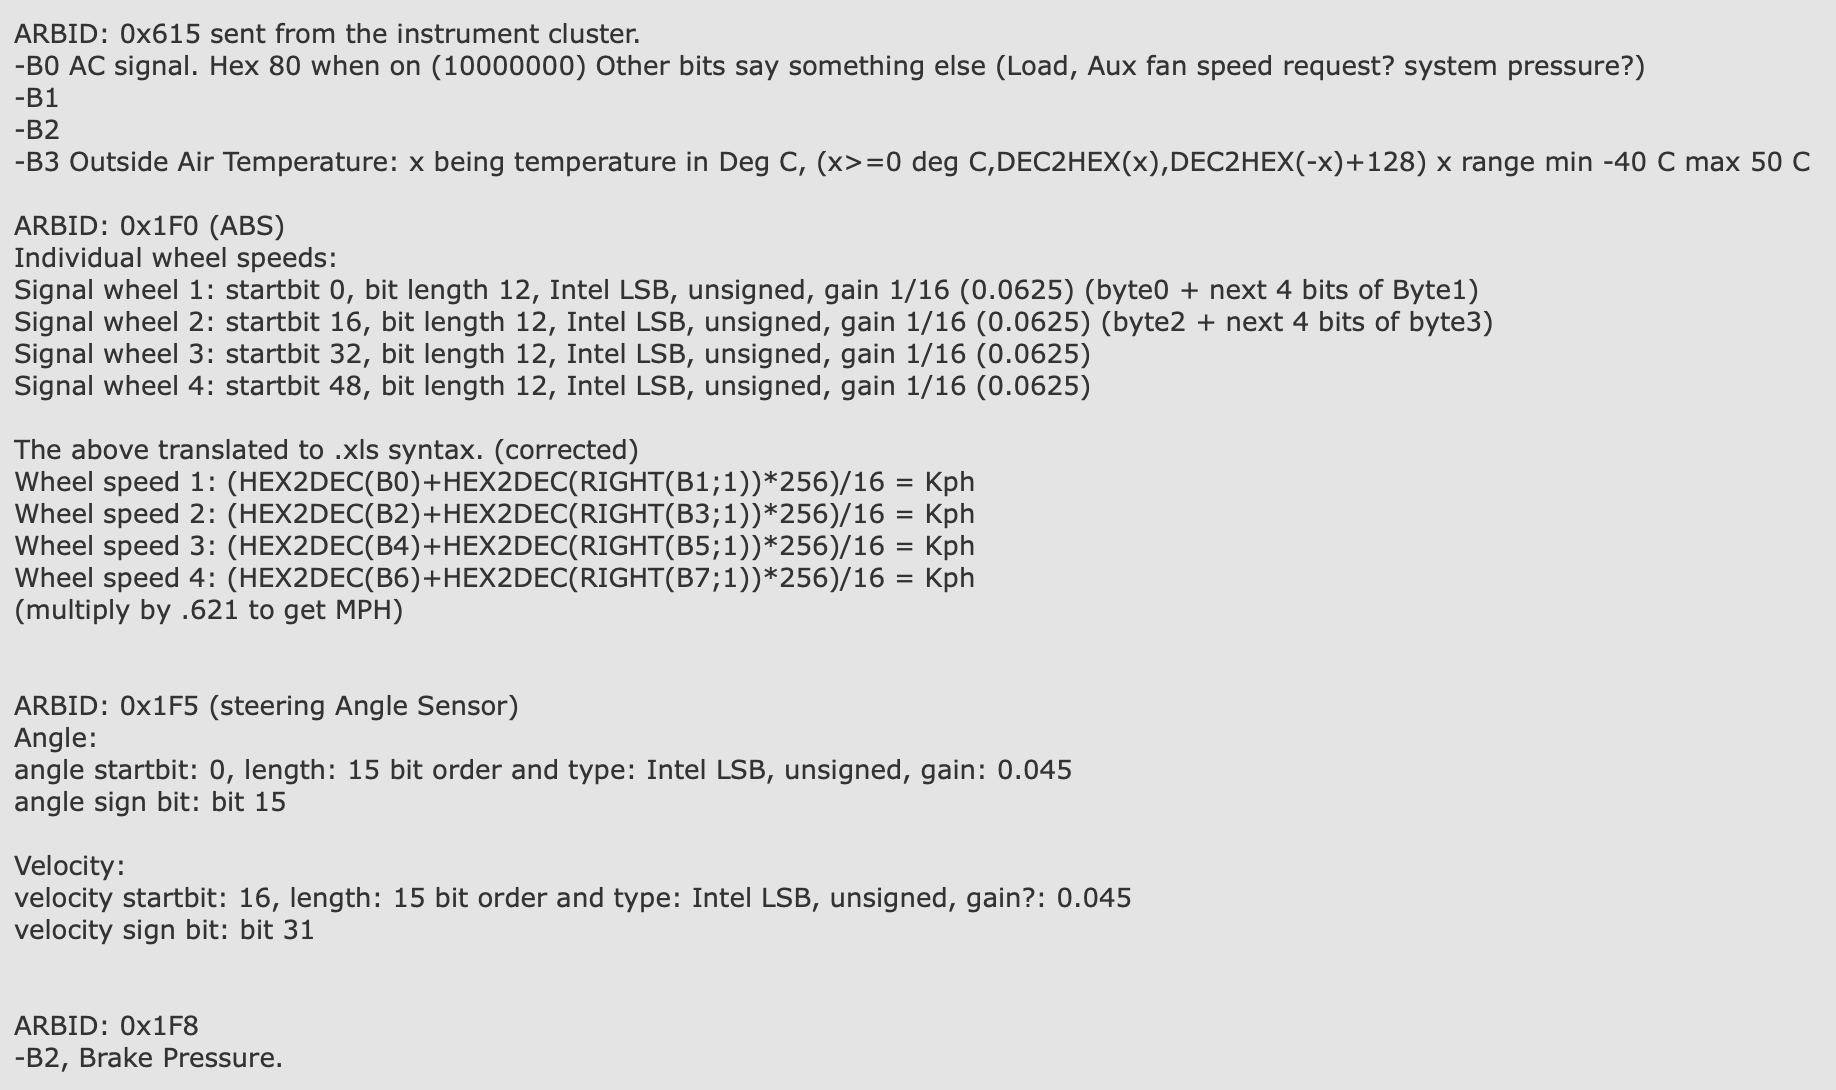 ARBID: 0x615 sent from the instrument cluster.
-B0 AC signal. Hex 80 when on (10000000) Other bits say something else (Load, Aux fan speed request? system pressure?)
-B1
-B2
-B3 Outside Air Temperature: x being temperature in Deg C, (x>=0 deg C,DEC2HEX(x),DEC2HEX(-x)+128) x range min -40 C max 50 C
ARBID: 0x1F0 (ABS)
Individual wheel speeds:
Signal wheel 1: startbit 0, bit length 12, Intel LSB, unsigned, gain 1/16 (0.0625) (byte0 + next 4 bits of Byte1)
Signal wheel 2: startbit 16, bit length 12, Intel LSB, unsigned, gain 1/16 (0.0625) (byte2 + next 4 bits of byte3)
Signal wheel 3: startbit 32, bit length 12, Intel LSB, unsigned, gain 1/16 (0.0625)
Signal wheel 4: startbit 48, bit length 12, Intel LSB, unsigned, gain 1/16 (0.0625)
The above translated to .xls syntax. (corrected)
Wheel speed 1: (HEX2DEC(B0)+HEX2DEC(RIGHT(B1;1))*256)/16 = Kph
Wheel speed 2: (HEX2DEC(B2)+HEX2DEC(RIGHT(B3;1))*256)/16 = Kph
Wheel speed 3: (HEX2DEC(B4)+HEX2DEC(RIGHT(B5;1))*256)/16 = Kph
Wheel speed 4: (HEX2DEC(B6)+HEX2DEC(RIGHT(B7;1))*256)/16 = Kph
(multiply by .621 to get MPH)
ARBID: 0x1F5 (steering Angle Sensor)
Angle:
angle startbit: 0, length: 15 bit order and type: Intel LSB, unsigned, gain: 0.045
angle sign bit: bit 15
Velocity:
velocity startbit: 16, length: 15 bit order and type: Intel LSB, unsigned, gain?: 0.045
velocity sign bit: bit 31
ARBID: 0x1F8
-B2, Brake Pressure.